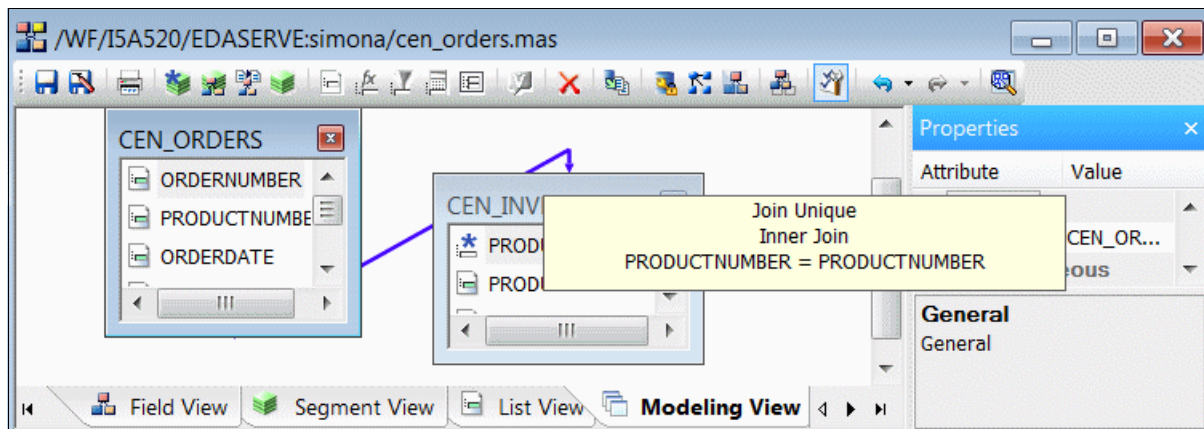 /WF/I5A520/EDASERVE:simona/cen_orders.mas
CEN_ORDERS
ORDERNUMBER
PRODUCTNUMBE
ORDERDATE
CEN_INV
PRODU
PRODU
Join Unique
Inner Join
PRODUCTNUMBER = PRODUCTNUMBER
Properties
Attribute Value
CEN_OR...
eous
General
General
Field View Segment View List View Modeling View